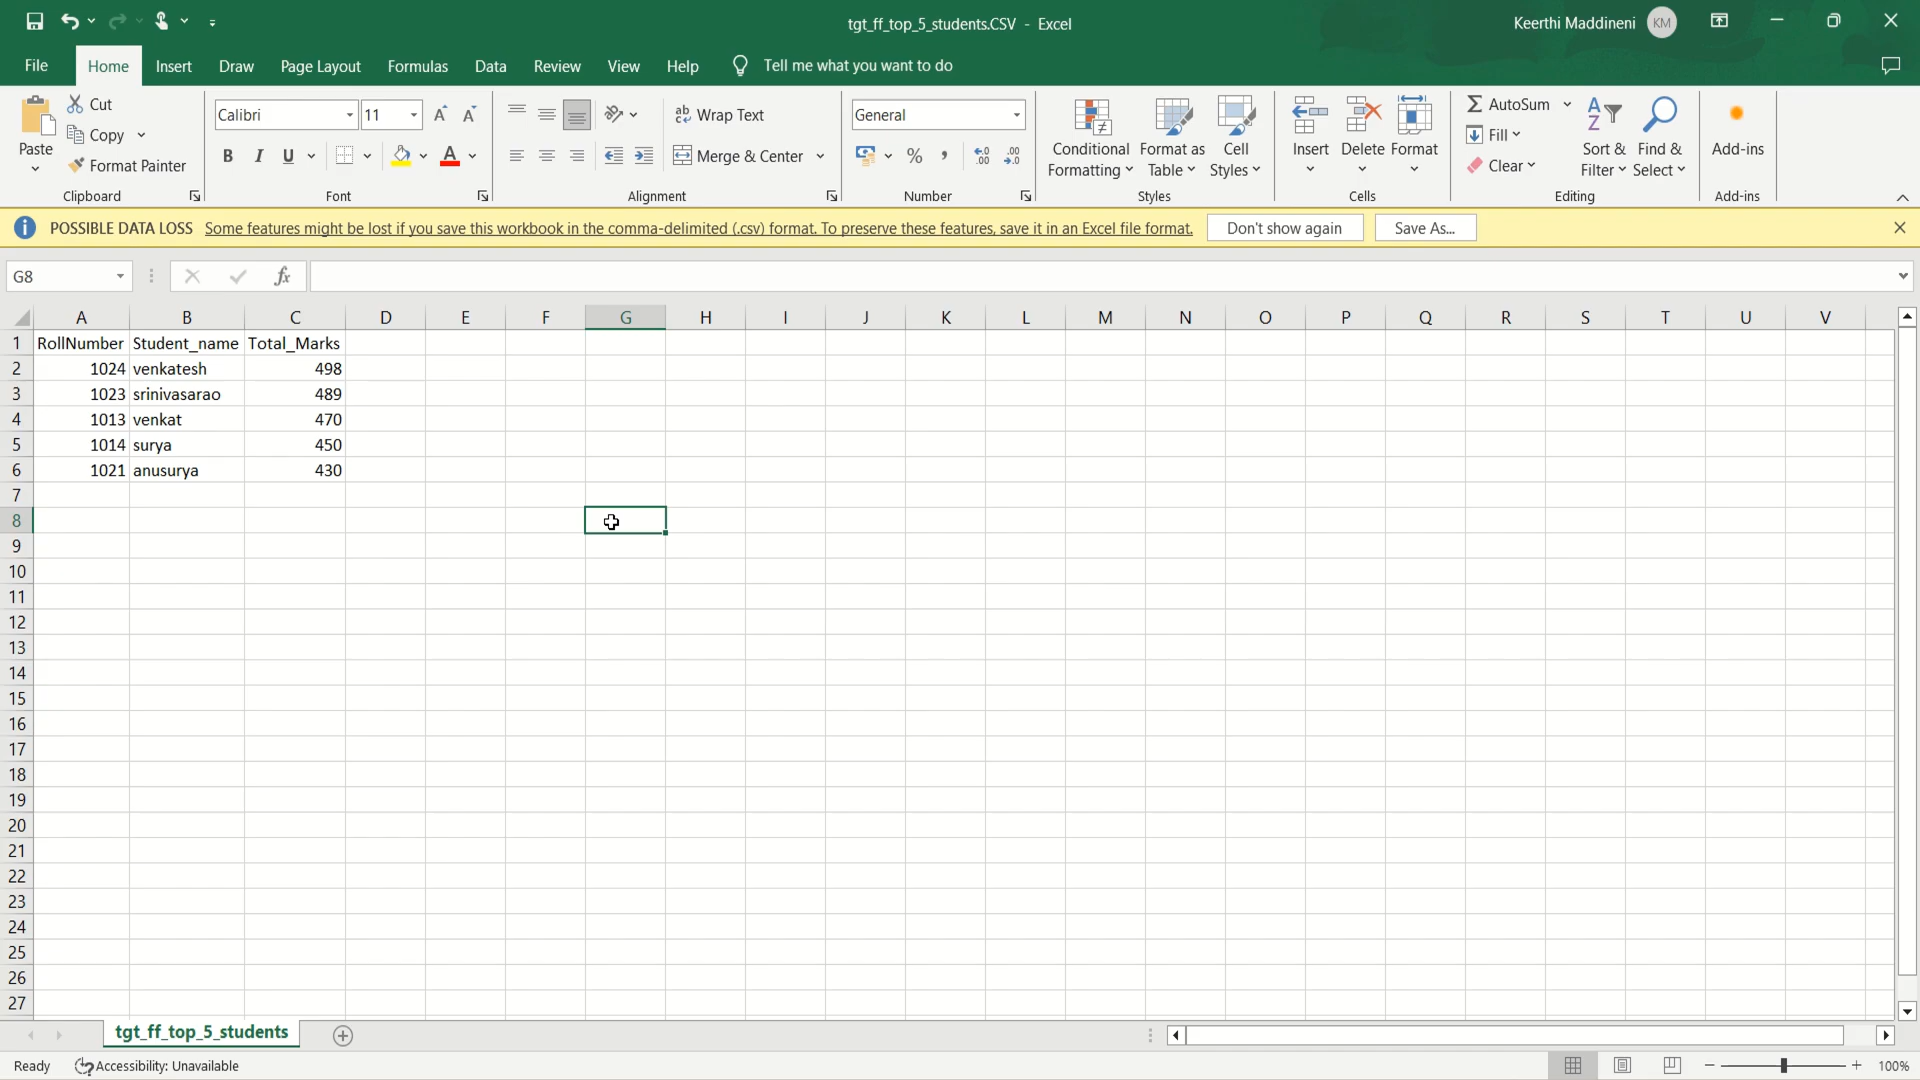 tgt_ff_top_5_students.CSV - Excel
Keerthi Maddineni KM
File Home Insert Draw Page Layout Formulas Data Review View Help Tell me what you want to do
Paste
Cut
Copy
Format Painter
Clipboard
Calibri 11
B I U A
Font
Wrap Text
Merge & Center
Alignment
General
% ,
Number
Conditional Formatting
Format as Table
Cell Styles
Styles
Insert Delete Format
Cells
AutoSum
Fill
Clear
Sort & Filter
Find & Select
Editing
Add-ins
Add-ins
POSSIBLE DATA LOSS Some features might be lost if you save this workbook in the comma-delimited (.csv) format. To preserve these features, save it in an Excel file format. Don't show again Save As...
G8 fx
A B C D E F G H I J K L M N O P Q R S T U V
1 RollNumber Student_name Total_Marks
2 1024 venkatesh 498
3 1023 srinivasarao 489
4 1013 venkat 470
5 1014 surya 450
6 1021 anusurya 430
7
8
9
10
11
12
13
14
15
16
17
18
19
20
21
22
23
24
25
26
27
tgt_ff_top_5_students
Ready Accessibility: Unavailable 100%